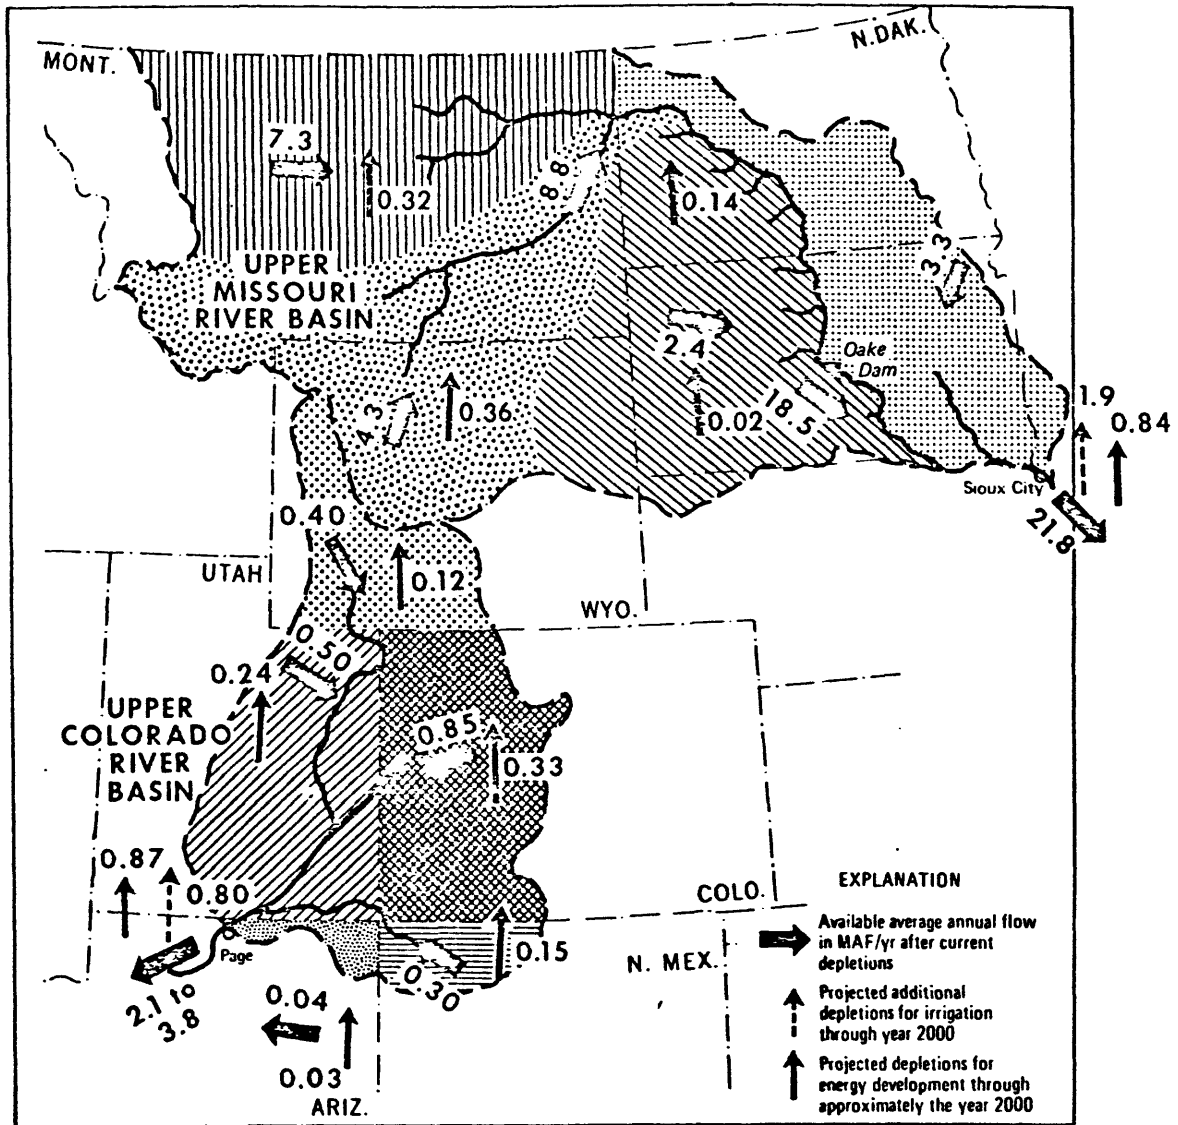 N.DAK.
MONT.
7.3
0.32
8.8
0.14
3.3
UPPER
MISSOURI
RIVER BASIN
2.4
Oake
Dam
4.3
0.36
0.02
18.5
1.9
0.84
Sioux City
21.8
0.40
UTAH
0.12
WYO.
0.50
0.24
UPPER
COLORADO
RIVER
BASIN
0.85
0.33
0.87
0.80
COLO.
Page
0.15
N. MEX.
0.30
2.1 to
3.8
0.04
0.03
ARIZ.
EXPLANATION
Available average annual flow
in MAF/yr after current
depletions
Projected additional
depletions for irrigation
through year 2000
Projected depletions for
energy development through
approximately the year 2000